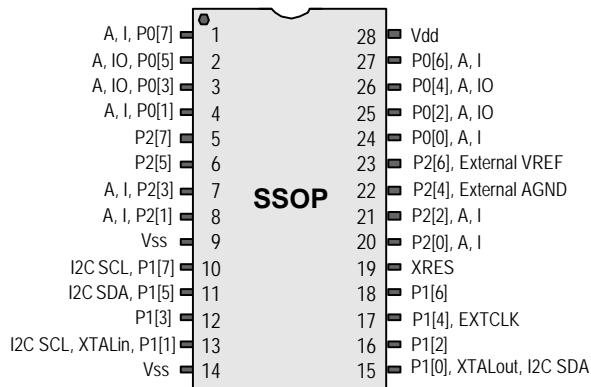 A, I, P0[7] 1 28 Vdd
A, IO, P0[5] 2 27 P0[6], A, I
A, IO, P0[3] 3 26 P0[4], A, IO
A, I, P0[1] 4 25 P0[2], A, IO
P2[7] 5 24 P0[0], A, I
P2[5] 6 23 P2[6], External VREF
A, I, P2[3] 7 SSOP 22 P2[4], External AGND
A, I, P2[1] 8 21 P2[2], A, I
Vss 9 20 P2[0], A, I
I2C SCL, P1[7] 10 19 XRES
I2C SDA, P1[5] 11 18 P1[6]
P1[3] 12 17 P1[4], EXTCLK
I2C SCL, XTALin, P1[1] 13 16 P1[2]
Vss 14 15 P1[0], XTALout, I2C SDA